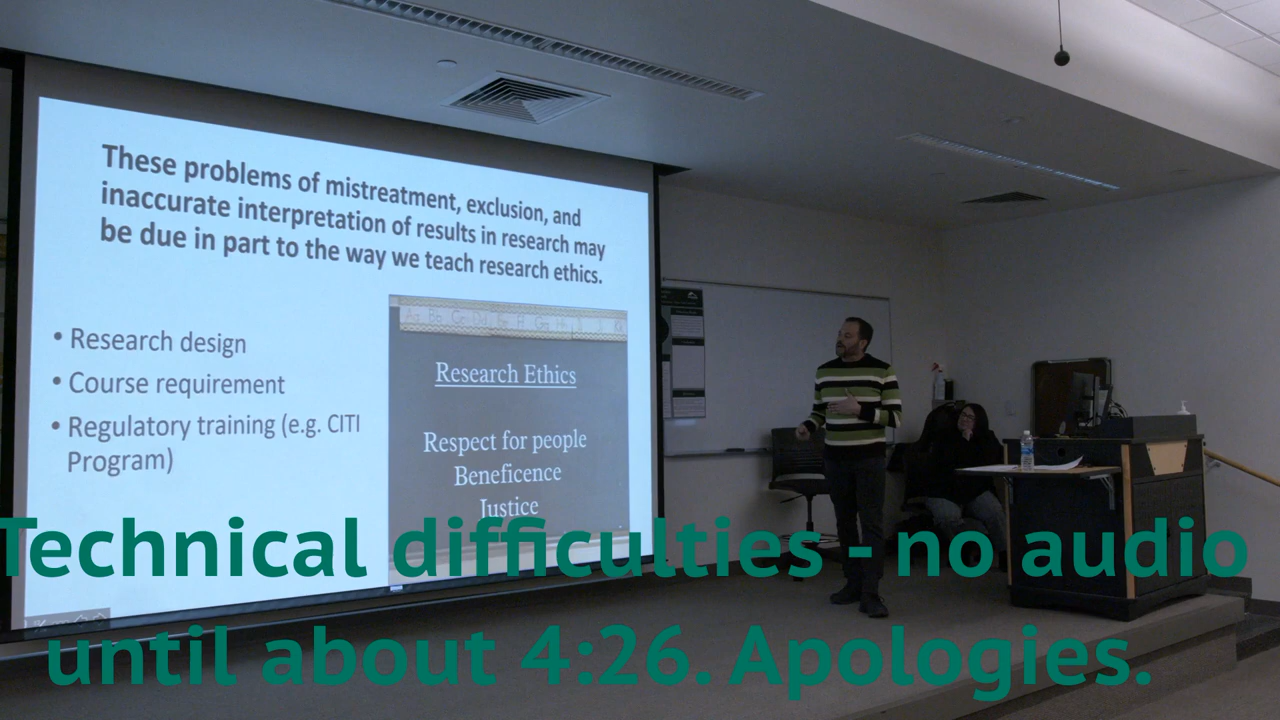 These problems of mistreatment, exclusion, and
inaccurate interpretation of results in research may
be due in part to the way we teach research ethics.
• Research design
• Course requirement
• Regulatory training (e.g. CITI
Program)
Research Ethics
Respect for people
Beneficence
Justice
Technical difficulties - no audio
until about 4:26. Apologies.